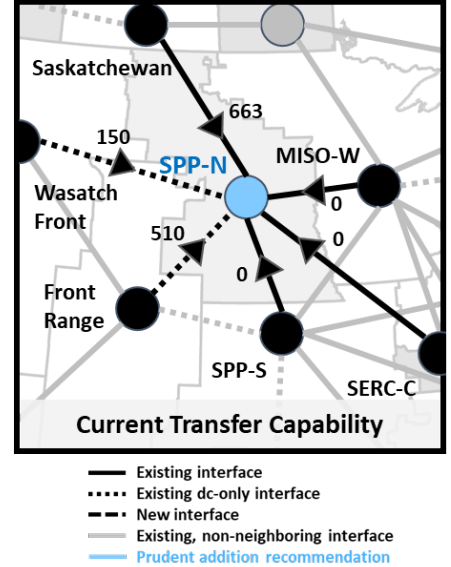 Saskatchewan
663
150
SPP-N
MISO-W
Wasatch
Front
0
510
0
0
Front
Range
SPP-S
SERC-C
Current Transfer Capability
Existing interface
Existing dc-only interface
New interface
Existing, non-neighboring interface
Prudent addition recommendation